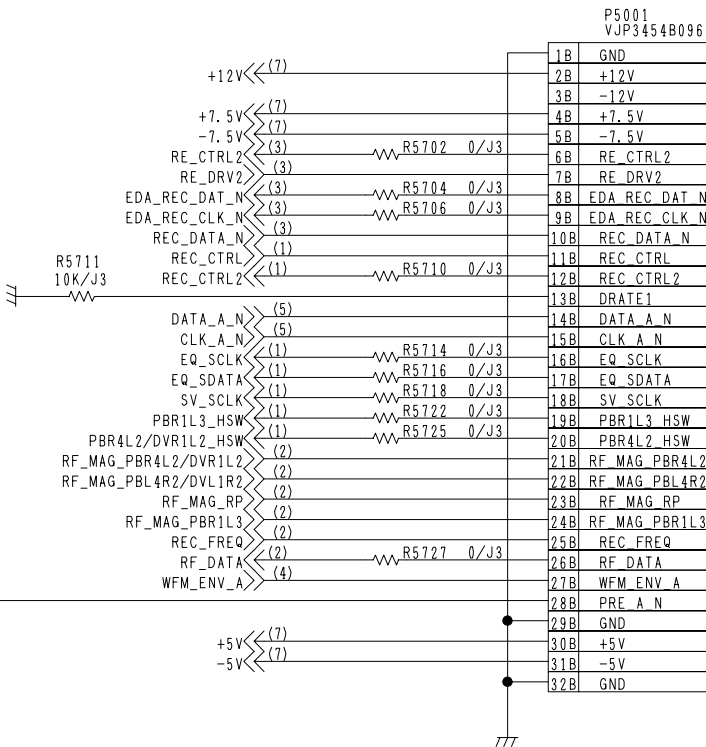 P5001
VJP3454B096
1B GND
+12V (7) 2B +12V
3B -12V
+7.5V (7) 4B +7.5V
-7.5V (7) 5B -7.5V
RE_CTRL2 (3) R5702 0/J3 6B RE_CTRL2
RE_DRV2 (3) 7B RE_DRV2
EDA_REC_DAT_N (3) R5704 0/J3 8B EDA_REC_DAT_N
EDA_REC_CLK_N (3) R5706 0/J3 9B EDA_REC_CLK_N
REC_DATA_N (3) 10B REC_DATA_N
REC_CTRL (1) 11B REC_CTRL
REC_CTRL2 (1) R5710 0/J3 12B REC_CTRL2
R5711
10K/J3
13B DRATE1
DATA_A_N (5) 14B DATA_A_N
CLK_A_N (5) 15B CLK_A_N
EQ_SCLK (1) R5714 0/J3 16B EQ_SCLK
EQ_SDATA (1) R5716 0/J3 17B EQ_SDATA
SV_SCLK (1) R5718 0/J3 18B SV_SCLK
PBR1L3_HSW (1) R5722 0/J3 19B PBR1L3_HSW
PBR4L2/DVR1L2_HSW (1) R5725 0/J3 20B PBR4L2_HSW
RF_MAG_PBR4L2/DVR1L2 (2) 21B RF_MAG_PBR4L2
RF_MAG_PBL4R2/DVL1R2 (2) 22B RF_MAG_PBL4R2
RF_MAG_RP (2) 23B RF_MAG_RP
RF_MAG_PBR1L3 (2) 24B RF_MAG_PBR1L3
REC_FREQ (2) 25B REC_FREQ
RF_DATA (2) R5727 0/J3 26B RF_DATA
WFM_ENV_A (4) 27B WFM_ENV_A
28B PRE_A_N
29B GND
+5V (7) 30B +5V
-5V (7) 31B -5V
32B GND